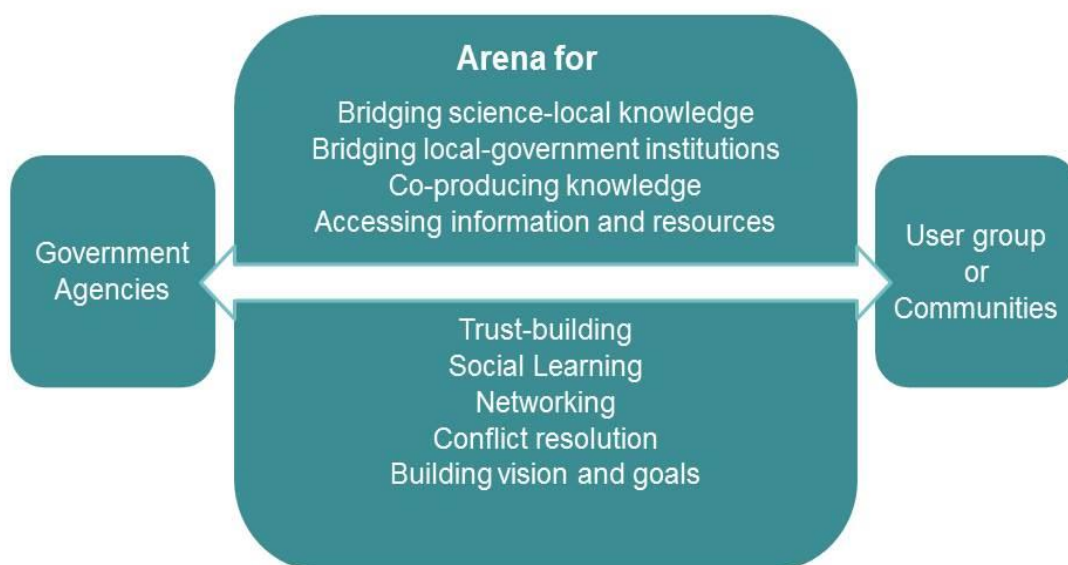 Arena for
Bridging science-local knowledge
Bridging local-government institutions
Co-producing knowledge
Accessing information and resources
Government
Agencies
User group
or
Communities
Trust-building
Social Learning
Networking
Conflict resolution
Building vision and goals